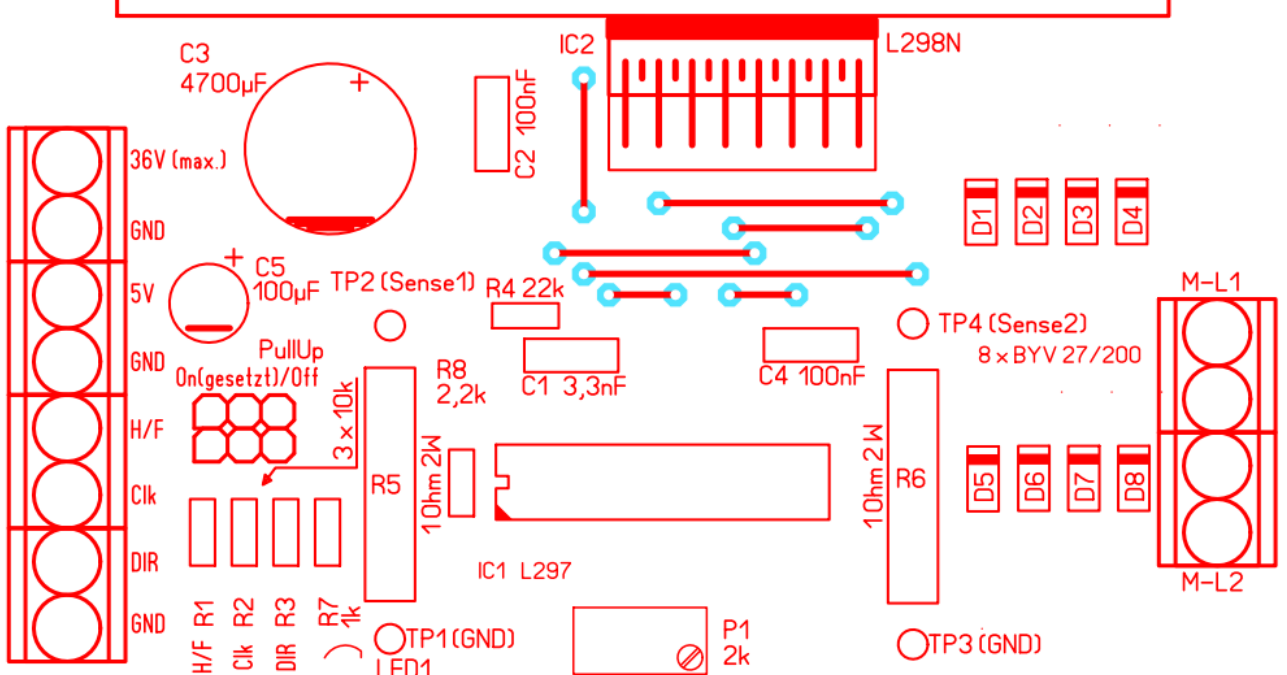 C3
4700µF
+
IC2
L298N
C2 100nF
36V (max.)
GND
5V
GND
H/F
Clk
DIR
GND
+
C5
100µF
TP2 (Sense1)
R4 22k
D1
D2
D3
D4
M-L1
TP4 (Sense2)
8 x BYV 27/200
PullUp
On(gesetzt)/Off
3 x 10k
R8
2,2k
C1 3,3nF
C4 100nF
R5
1Ohm 2W
1Ohm 2W
R6
D5
D6
D7
D8
IC1 L297
M-L2
R1
R2
R3
R7
1k
H/F
Clk
DIR
TP1 (GND)
LED1
P1
2k
TP3 (GND)